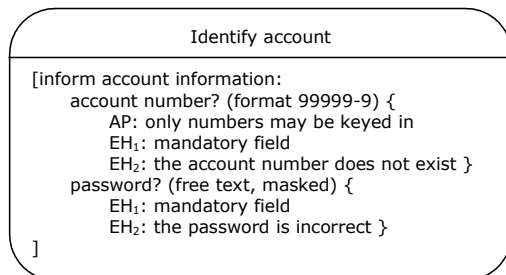 Identify account
[inform account information:
account number? (format 99999-9) {
AP: only numbers may be keyed in
EH₁: mandatory field
EH₂: the account number does not exist }
password? (free text, masked) {
EH₁: mandatory field
EH₂: the password is incorrect }
]